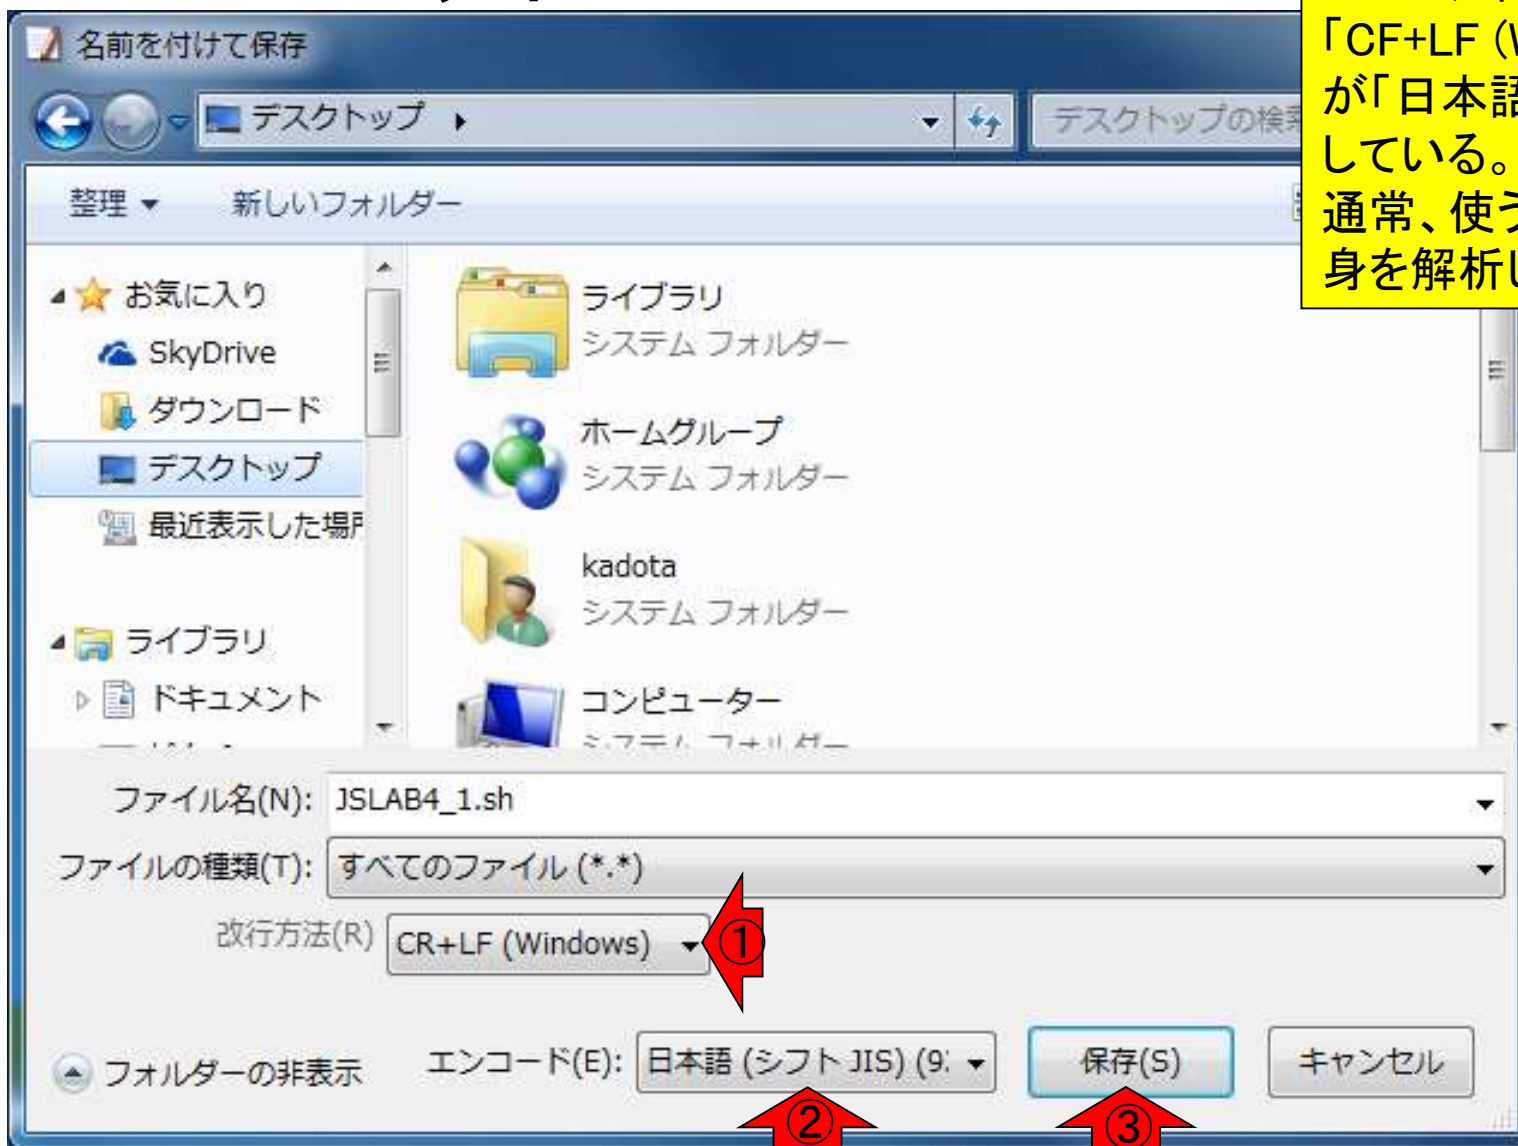 名前を付けて保存
デスクトップ
デスクトップの検索
「CF+LF (
が「日本語
している。
通常、使う
身を解析し
整理
新しいフォルダー
お気に入り
SkyDrive
ダウンロード
デスクトップ
最近表示した場所
ライブラリ
ドキュメント
ライブラリ
システム フォルダー
ホームグループ
システム フォルダー
kadota
システム フォルダー
コンピューター
システム フォルダー
ファイル名(N): JSLAB4_1.sh
ファイルの種類(T): すべてのファイル (*.*)
改行方法(R) CR+LF (Windows) ①
フォルダーの非表示 エンコード(E): 日本語 (シフト JIS) (9 保存(S) キャンセル
② ③